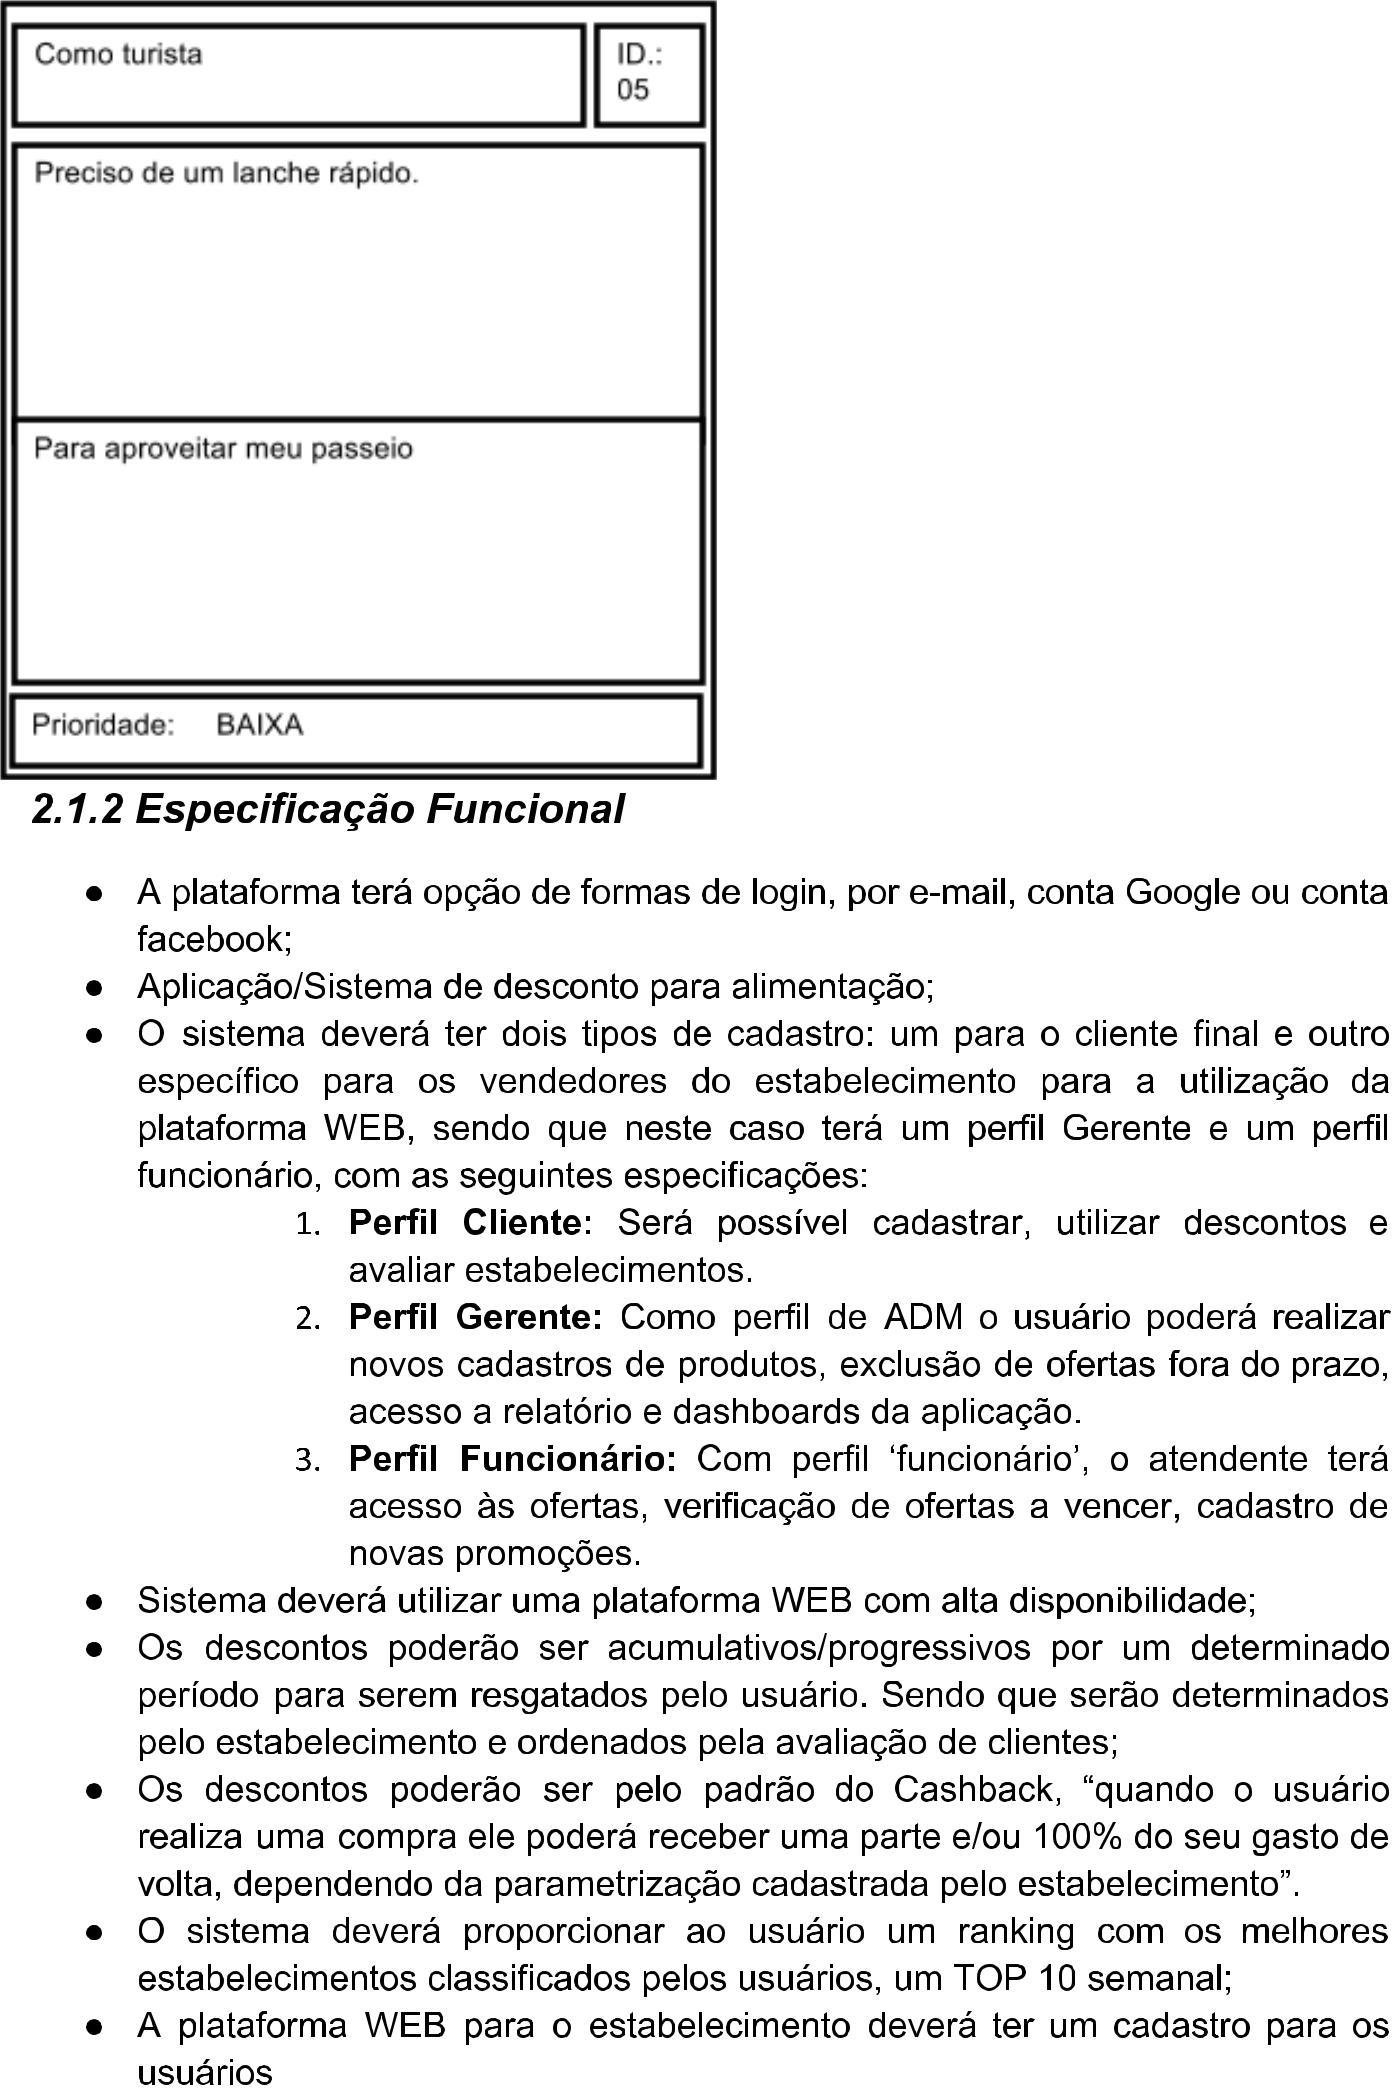 Como turista
ID.:
05
Preciso de um lanche rápido.
Para aproveitar meu passeio
Prioridade: BAIXA
2.1.2 Especificação Funcional
● A plataforma terá opção de formas de login, por e-mail, conta Google ou conta
facebook;
● Aplicação/Sistema de desconto para alimentação;
● O sistema deverá ter dois tipos de cadastro: um para o cliente final e outro
específico para os vendedores do estabelecimento para a utilização da
plataforma WEB, sendo que neste caso terá um perfil Gerente e um perfil
funcionário, com as seguintes especificações:
1. Perfil Cliente: Será possível cadastrar, utilizar descontos e
avaliar estabelecimentos.
2. Perfil Gerente: Como perfil de ADM o usuário poderá realizar
novos cadastros de produtos, exclusão de ofertas fora do prazo,
acesso a relatório e dashboards da aplicação.
3. Perfil Funcionário: Com perfil ‘funcionário’, o atendente terá
acesso às ofertas, verificação de ofertas a vencer, cadastro de
novas promoções.
● Sistema deverá utilizar uma plataforma WEB com alta disponibilidade;
● Os descontos poderão ser acumulativos/progressivos por um determinado
período para serem resgatados pelo usuário. Sendo que serão determinados
pelo estabelecimento e ordenados pela avaliação de clientes;
● Os descontos poderão ser pelo padrão do Cashback, “quando o usuário
realiza uma compra ele poderá receber uma parte e/ou 100% do seu gasto de
volta, dependendo da parametrização cadastrada pelo estabelecimento”.
● O sistema deverá proporcionar ao usuário um ranking com os melhores
estabelecimentos classificados pelos usuários, um TOP 10 semanal;
● A plataforma WEB para o estabelecimento deverá ter um cadastro para os
usuários